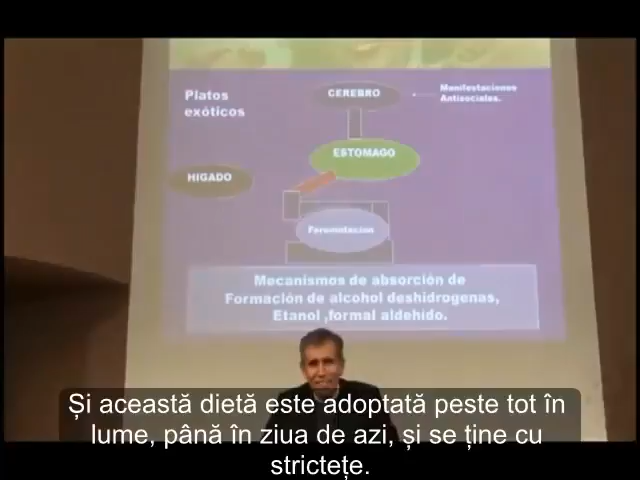 Platos
exóticos
CEREBRO
Manifestaciones
Antisociales.
ESTOMAGO
HIGADO
Mecanismos de absorción de
Formación de alcohol deshidrogenas,
Etanol ,formal aldehido.
Și această dietă este adoptată peste tot în
lume, până în ziua de azi, și se ține cu
strictețe.